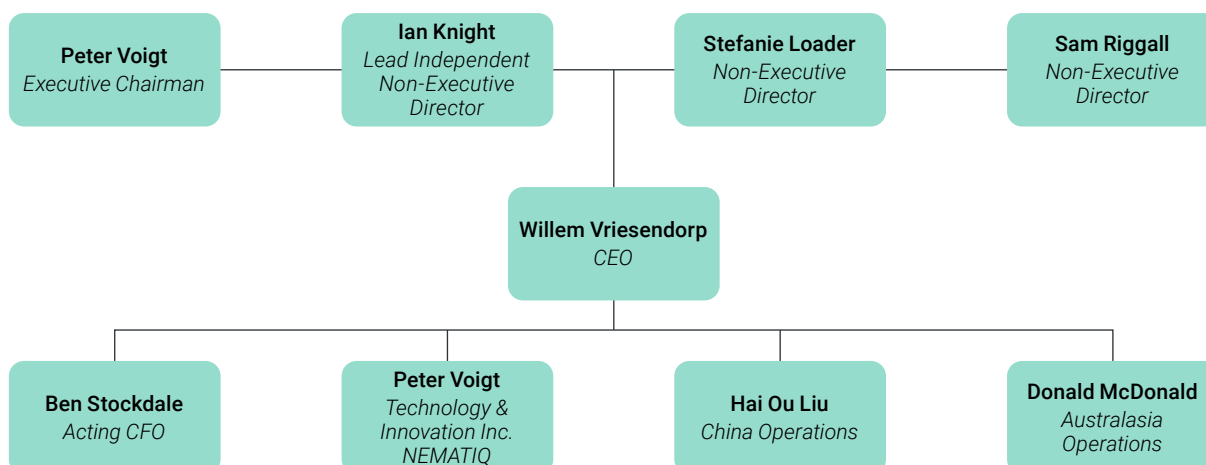 Peter Voigt
Executive Chairman
Ian Knight
Lead Independent
Non-Executive
Director
Stefanie Loader
Non-Executive
Director
Sam Riggall
Non-Executive
Director
Willem Vriesendorp
CEO
Ben Stockdale
Acting CFO
Peter Voigt
Technology &
Innovation Inc.
NEMATIQ
Hai Ou Liu
China Operations
Donald McDonald
Australasia
Operations